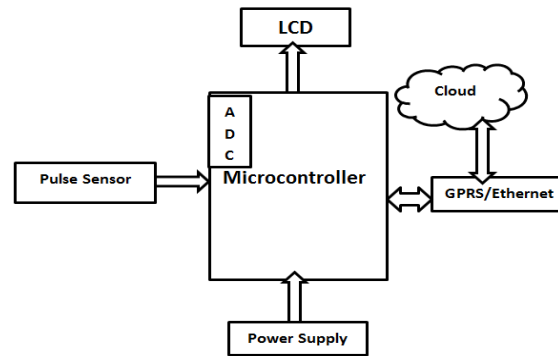 LCD
Cloud
A
D
C
Microcontroller
Pulse Sensor
GPRS/Ethernet
Power Supply